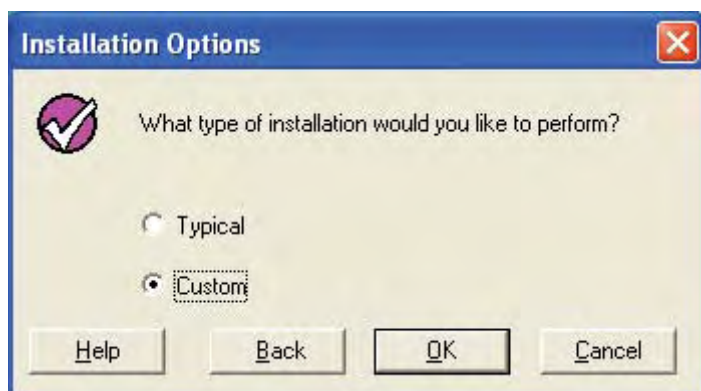 Installation Options
What type of installation would you like to perform?
Typical
Custom
Help Back OK Cancel